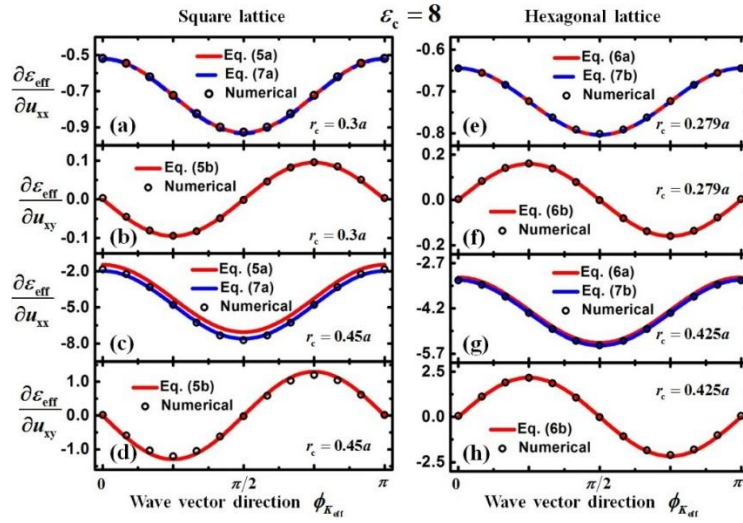 Square lattice
ε_c = 8
Hexagonal lattice
∂ε_eff/∂u_xx
-0.5
-0.7
-0.9
Eq. (5a)
Eq. (7a)
Numerical
(a)
r_c = 0.3a
∂ε_eff/∂u_xy
0.1
0.0
-0.1
Eq. (5b)
Numerical
(b)
r_c = 0.3a
∂ε_eff/∂u_xx
-2.0
-5.0
-8.0
Eq. (5a)
Eq. (7a)
Numerical
(c)
r_c = 0.45a
∂ε_eff/∂u_xy
1.0
0.0
-1.0
Eq. (5b)
Numerical
(d)
r_c = 0.45a
0
π/2
π
Wave vector direction ϕ_K_eff
-0.6
-0.7
-0.8
Eq. (6a)
Eq. (7b)
Numerical
(e)
r_c = 0.279a
0.2
0.0
-0.2
r_c = 0.279a
Eq. (6b)
Numerical
(f)
-2.7
-4.2
-5.7
Eq. (6a)
Eq. (7b)
Numerical
(g)
r_c = 0.425a
2.5
0.0
-2.5
r_c = 0.425a
Eq. (6b)
Numerical
(h)
0
π/2
π
Wave vector direction ϕ_K_eff